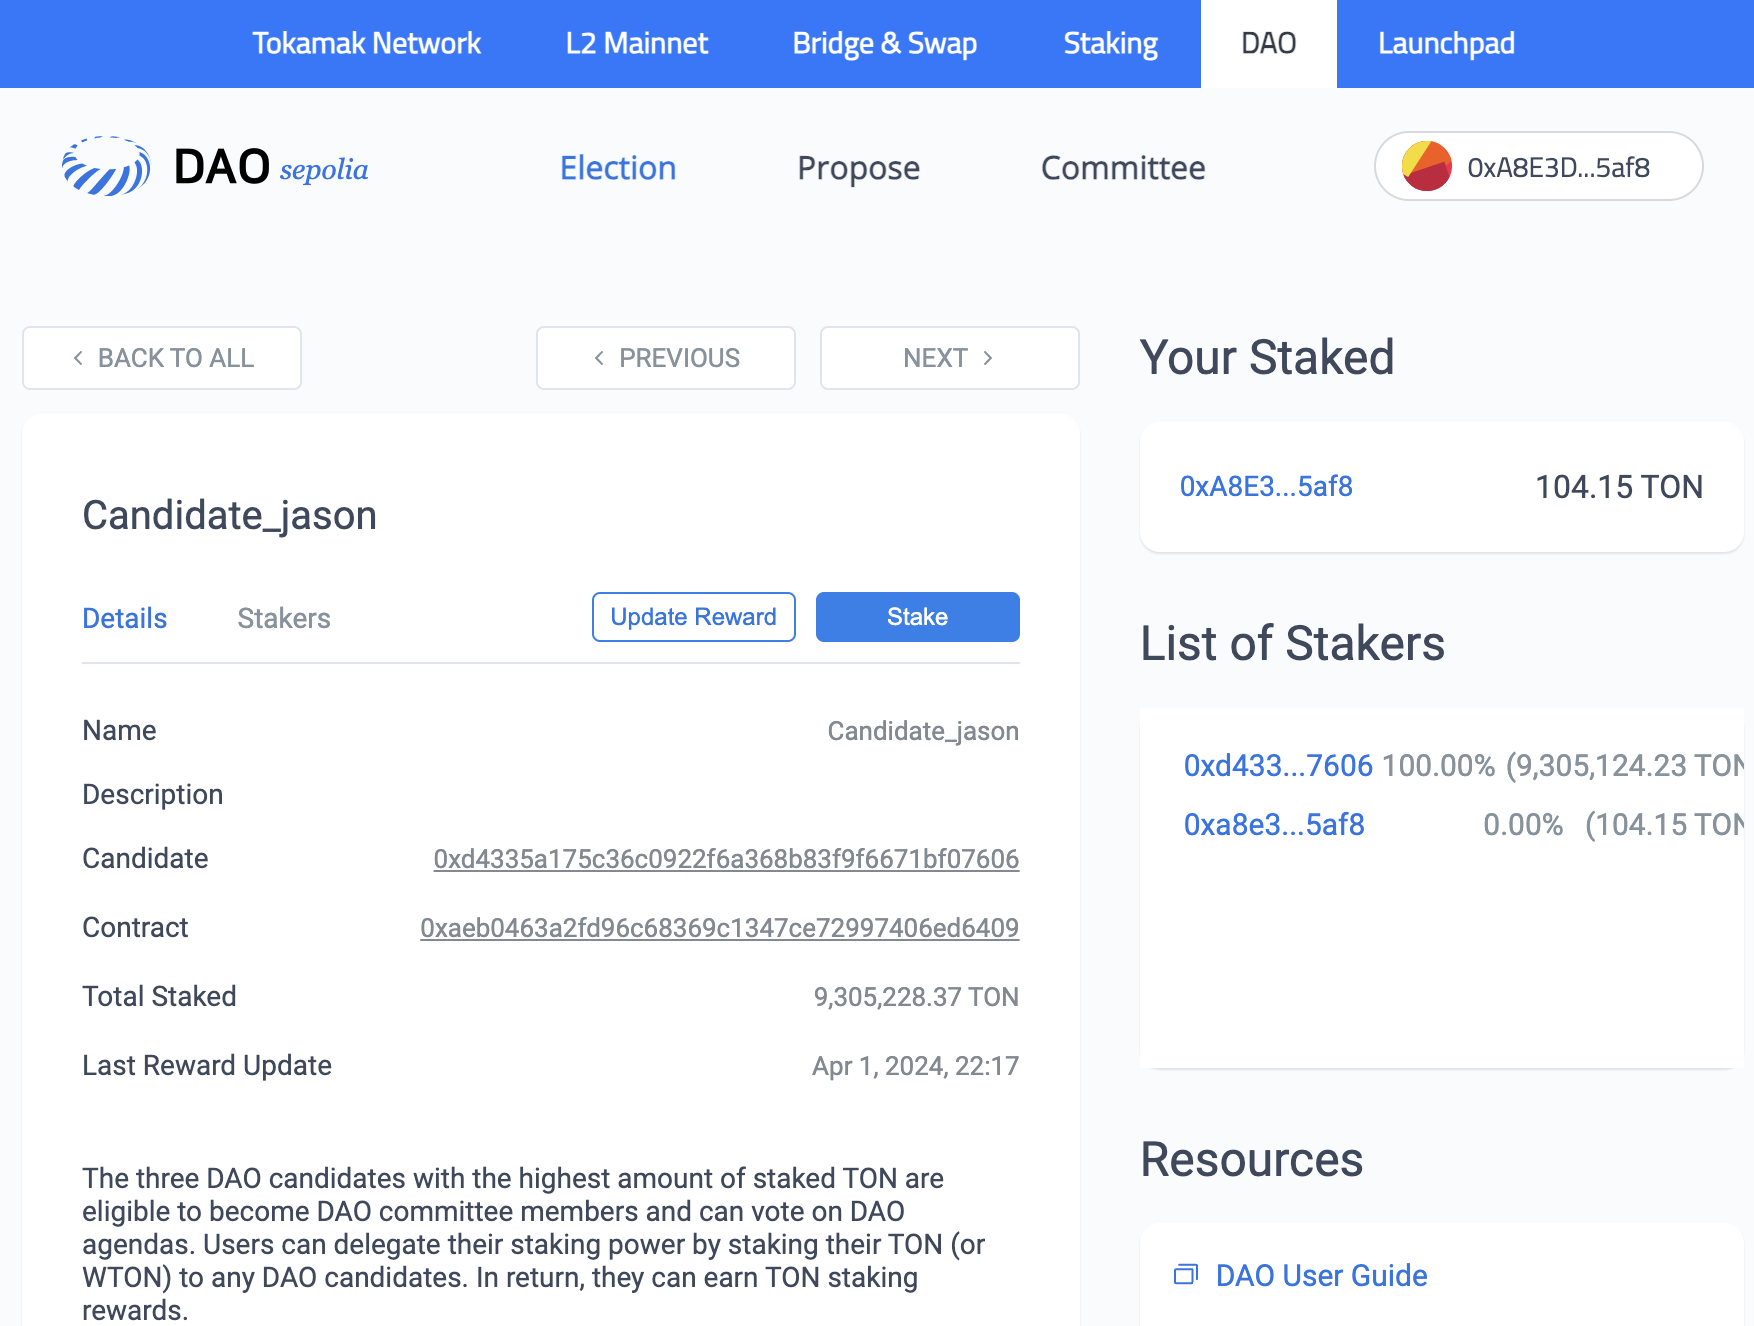 Tokamak Network L2 Mainnet Bridge & Swap Staking DAO Launchpad
DAO sepolia Election Propose Committee 0xA8E3D...5af8
BACK TO ALL PREVIOUS NEXT
Candidate_jason
Details Stakers Update Reward Stake
Name Candidate_jason
Description
Candidate 0xd4335a175c36c0922f6a368b83f9f6671bf07606
Contract 0xaeb0463a2fd96c68369c1347ce72997406ed6409
Total Staked 9,305,228.37 TON
Last Reward Update Apr 1, 2024, 22:17
The three DAO candidates with the highest amount of staked TON are
eligible to become DAO committee members and can vote on DAO
agendas. Users can delegate their staking power by staking their TON (or
WTON) to any DAO candidates. In return, they can earn TON staking
rewards.
Your Staked
0xA8E3...5af8 104.15 TON
List of Stakers
0xd433...7606 100.00% (9,305,124.23 TON
0xa8e3...5af8 0.00% (104.15 TON
Resources
DAO User Guide